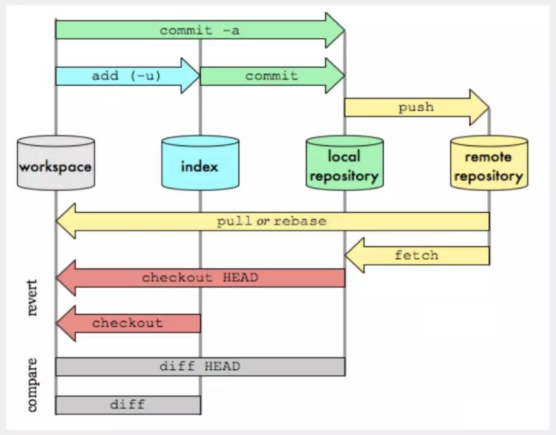 commit -a
add (-u)
commit
push
workspace
index
local
repository
remote
repository
pull or rebase
fetch
revert
checkout HEAD
checkout
compare
diff HEAD
diff